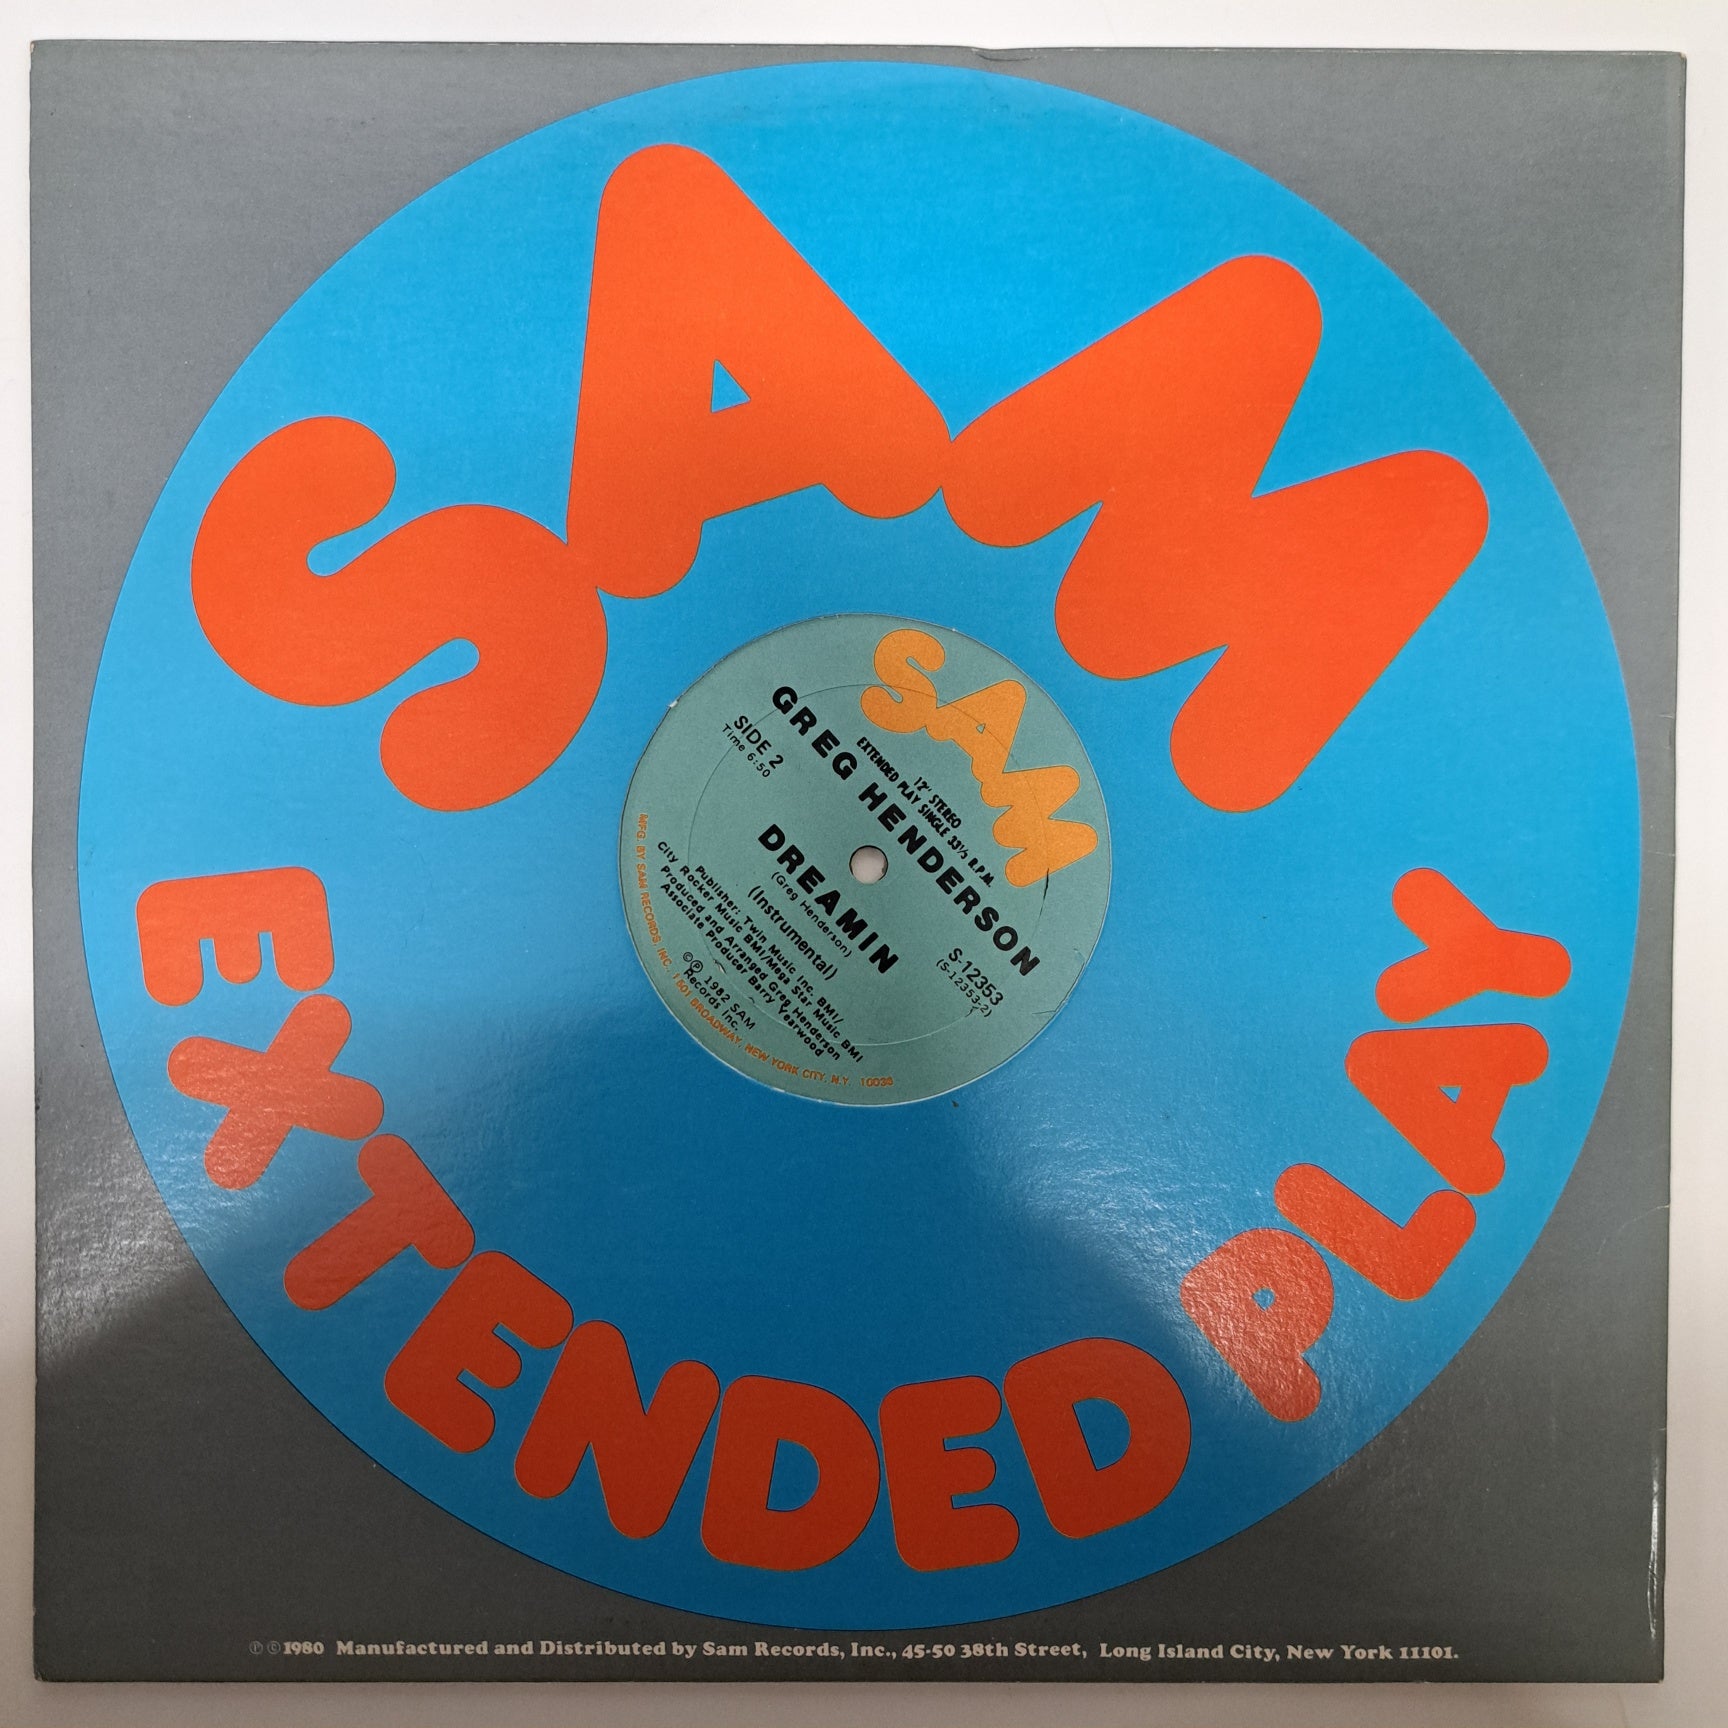 SAM
EXTENDED PLAY
SAM
12" STEREO
EXTENDED PLAY SINGLE 33⅓ R.P.M.
GREG HENDERSON
SIDE 2
Time 6:50
S-12353
(S-12353-2)
DREAMIN
(Greg Henderson)
(Instrumental)
Publisher: Twin Music Inc. BMI/
City Rocker Music BMI/Mega Star Music BMI
Produced and Arranged Greg Henderson
Associate Producer Barry Yearwood
©℗ 1982 SAM
Records Inc.
MFG. BY SAM RECORDS, INC. 1501 BROADWAY, NEW YORK CITY, N.Y. 10036
℗ © 1980 Manufactured and Distributed by Sam Records, Inc., 45-50 38th Street, Long Island City, New York 11101.